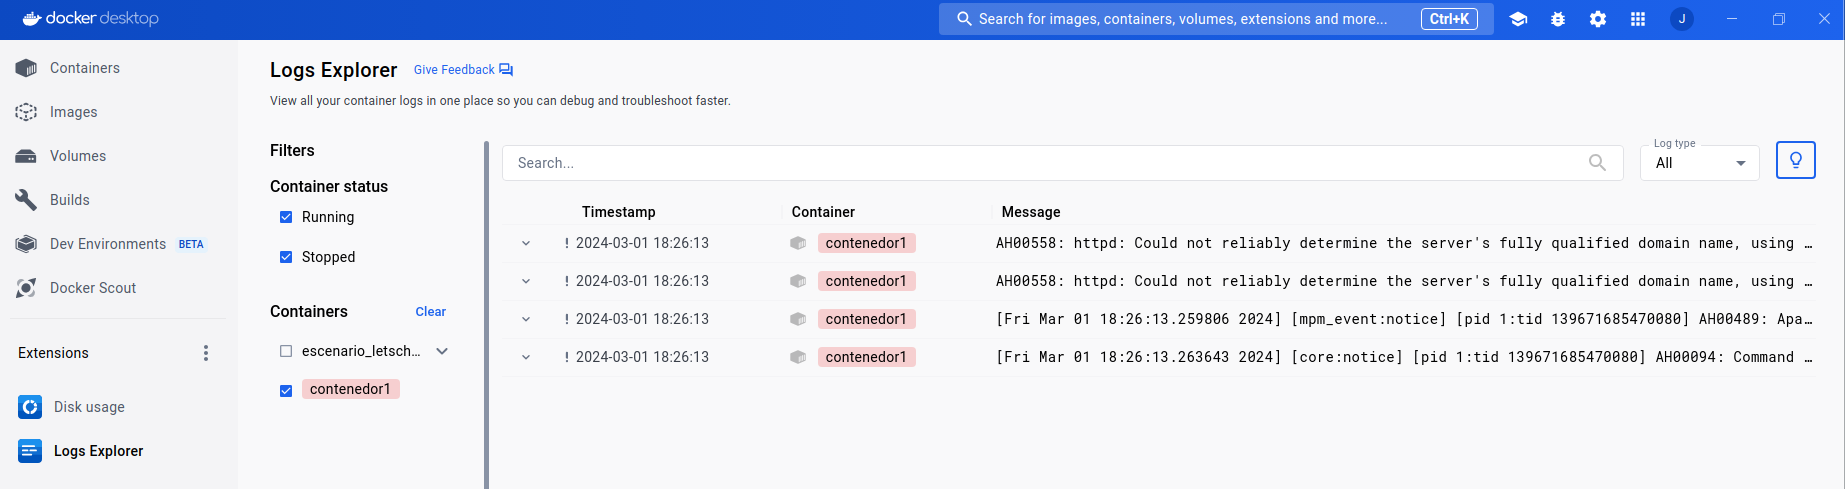 docker desktop
Search for images, containers, volumes, extensions and more... Ctrl+K
J
Containers
Images
Volumes
Builds
Dev Environments BETA
Docker Scout
Extensions
Disk usage
Logs Explorer
Logs Explorer Give Feedback
View all your container logs in one place so you can debug and troubleshoot faster.
Filters
Container status
Running
Stopped
Containers Clear
escenario_letsch...
contenedor1
Search...
Log type
All
Timestamp Container Message
! 2024-03-01 18:26:13 contenedor1 AH00558: httpd: Could not reliably determine the server's fully qualified domain name, using …
! 2024-03-01 18:26:13 contenedor1 AH00558: httpd: Could not reliably determine the server's fully qualified domain name, using …
! 2024-03-01 18:26:13 contenedor1 [Fri Mar 01 18:26:13.259806 2024] [mpm_event:notice] [pid 1:tid 139671685470080] AH00489: Apa…
! 2024-03-01 18:26:13 contenedor1 [Fri Mar 01 18:26:13.263643 2024] [core:notice] [pid 1:tid 139671685470080] AH00094: Command …